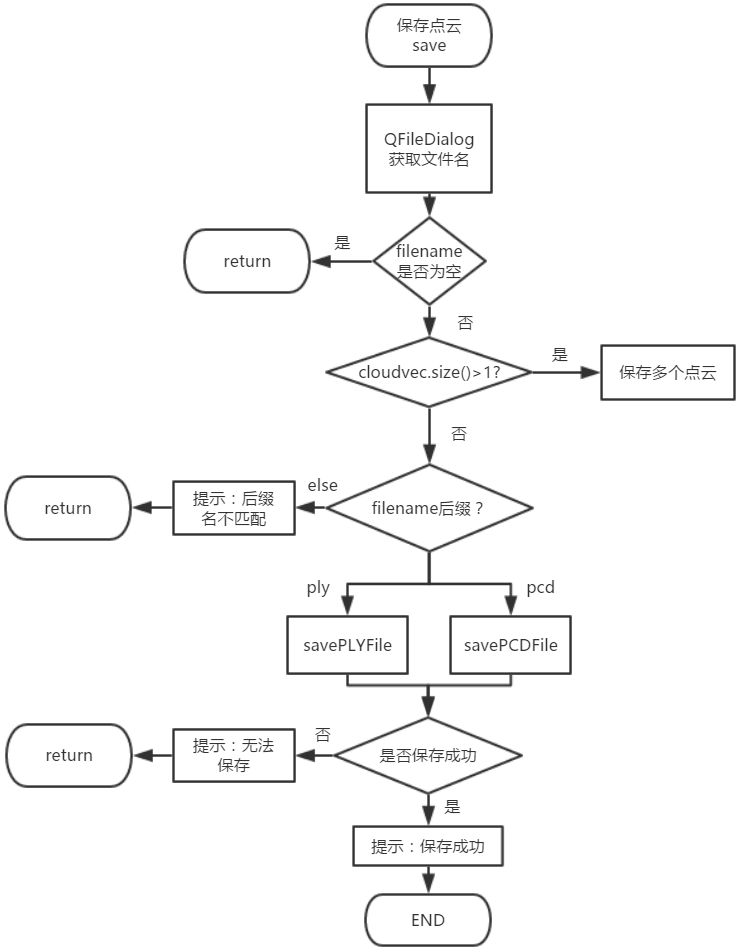 保存点云
save
QFileDialog
获取文件名
是
return
filename
是否为空
否
cloudvec.size()>1?
是
保存多个点云
否
else
return
提示：后缀
名不匹配
filename后缀？
ply
pcd
savePLYFile
savePCDFile
否
return
提示：无法
保存
是否保存成功
是
提示：保存成功
END